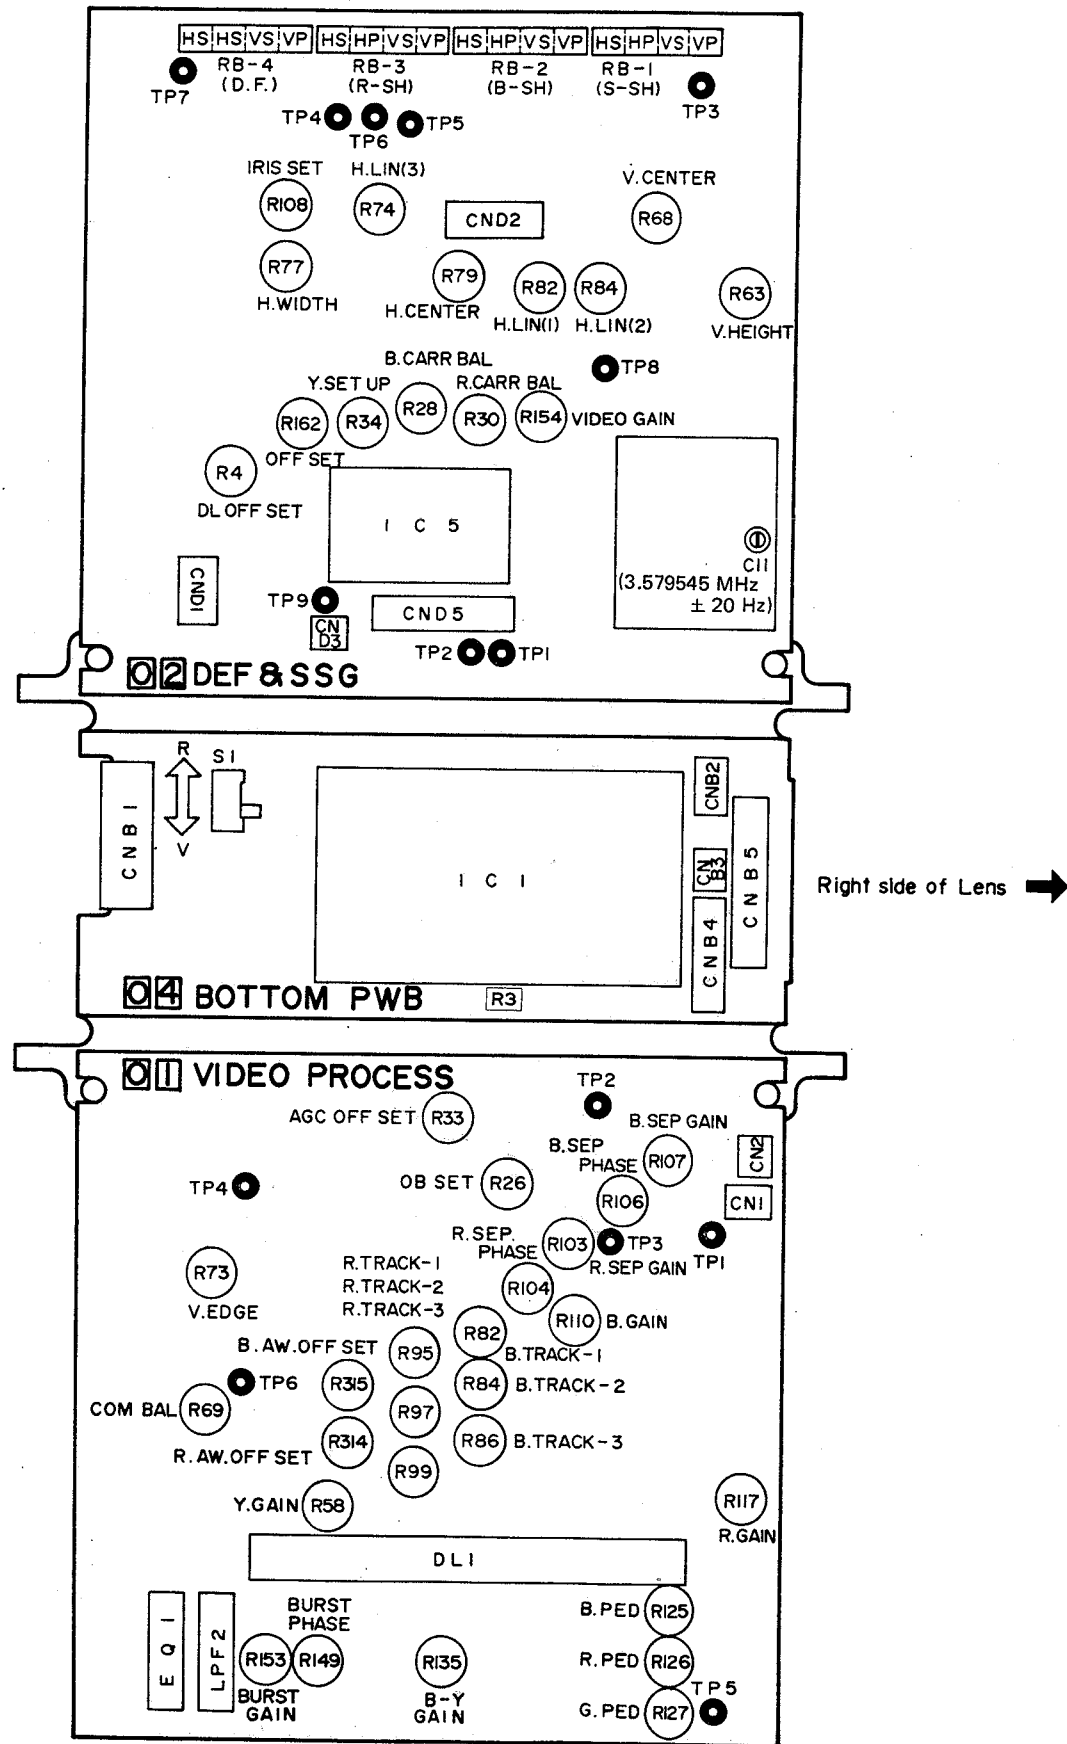 HS HS VS VP HS HP VS VP HS HP VS VP HS HP VS VP
RB-4 RB-3 RB-2 RB-1
(D.F.) (R-SH) (B-SH) (S-SH)
TP7
TP3
TP4 TP5
TP6
IRIS SET H.LIN(3)
V.CENTER
R108 R74 CND2 R68
R77 R79 R82 R84 R63
H.WIDTH H.CENTER H.LIN(1) H.LIN(2) V.HEIGHT
TP8
B.CARR BAL
Y.SET UP R.CARR BAL
R162 R34 R28 R30 R154 VIDEO GAIN
OFF SET
R4
DL OFF SET
IC5
C11
(3.579545 MHz
± 20 Hz)
CND1
TP9
CN
D3
CND5
TP2 TP1
02 DEF & SSG
R
S1
V
CNB1
IC1
CNB2
CN
B3
CNB5
CNB4
Right side of Lens
04 BOTTOM PWB
R3
01 VIDEO PROCESS
TP2
AGC OFF SET R33
B.SEP GAIN
B.SEP
PHASE R107
CN2
TP4
OB SET R26
R106
CN1
R.SEP.
PHASE R103 TP3
R.SEP GAIN TP1
R73
V.EDGE
R.TRACK-1
R.TRACK-2
R.TRACK-3
R104
R110 B.GAIN
B.AW.OFF SET R95 R82
B.TRACK-1
TP6 R315 R84 B.TRACK-2
COM BAL R69
R97
R.AW.OFF SET R314 R86 B.TRACK-3
R99
Y.GAIN R58
R117
R.GAIN
DL1
EQ1
LPF2
BURST
PHASE
R153 R149
BURST
GAIN
R135
B-Y
GAIN
B.PED R125
R.PED R126
TP5
G.PED R127